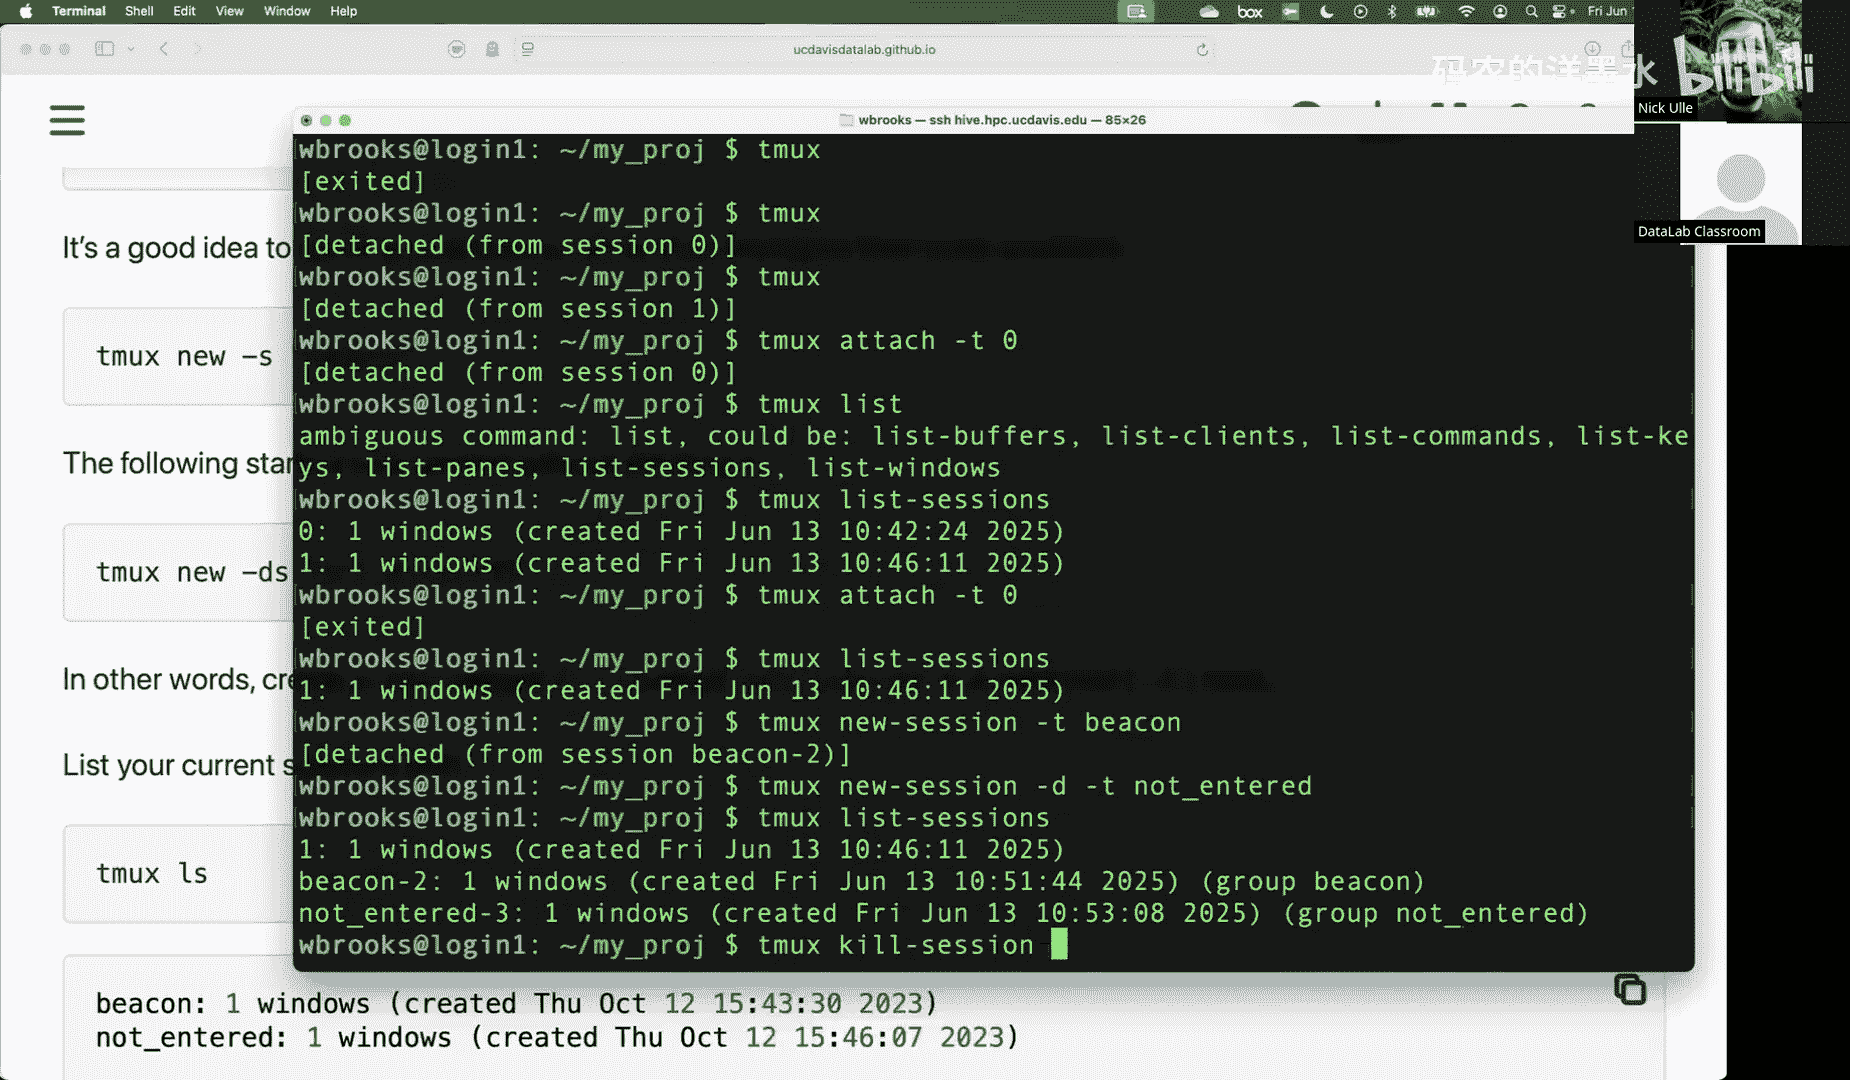 Terminal Shell Edit View Window Help
box
Fri Jun
ucdavisdatalab.github.io
码农的洋墨水
bilibili
Nick Ulle
DataLab Classroom
wbrooks — ssh hive.hpc.ucdavis.edu — 85×26
wbrooks@login1: ~/my_proj $ tmux
[exited]
wbrooks@login1: ~/my_proj $ tmux
[detached (from session 0)]
wbrooks@login1: ~/my_proj $ tmux
[detached (from session 1)]
wbrooks@login1: ~/my_proj $ tmux attach -t 0
[detached (from session 0)]
wbrooks@login1: ~/my_proj $ tmux list
ambiguous command: list, could be: list-buffers, list-clients, list-commands, list-ke
ys, list-panes, list-sessions, list-windows
wbrooks@login1: ~/my_proj $ tmux list-sessions
0: 1 windows (created Fri Jun 13 10:42:24 2025)
1: 1 windows (created Fri Jun 13 10:46:11 2025)
wbrooks@login1: ~/my_proj $ tmux attach -t 0
[exited]
wbrooks@login1: ~/my_proj $ tmux list-sessions
1: 1 windows (created Fri Jun 13 10:46:11 2025)
wbrooks@login1: ~/my_proj $ tmux new-session -t beacon
[detached (from session beacon-2)]
wbrooks@login1: ~/my_proj $ tmux new-session -d -t not_entered
wbrooks@login1: ~/my_proj $ tmux list-sessions
1: 1 windows (created Fri Jun 13 10:46:11 2025)
beacon-2: 1 windows (created Fri Jun 13 10:51:44 2025) (group beacon)
not_entered-3: 1 windows (created Fri Jun 13 10:53:08 2025) (group not_entered)
wbrooks@login1: ~/my_proj $ tmux kill-session
It's a good idea to
tmux new –s
The following star
tmux new –ds
In other words, cre
List your current s
tmux ls
beacon: 1 windows (created Thu Oct 12 15:43:30 2023)
not_entered: 1 windows (created Thu Oct 12 15:46:07 2023)